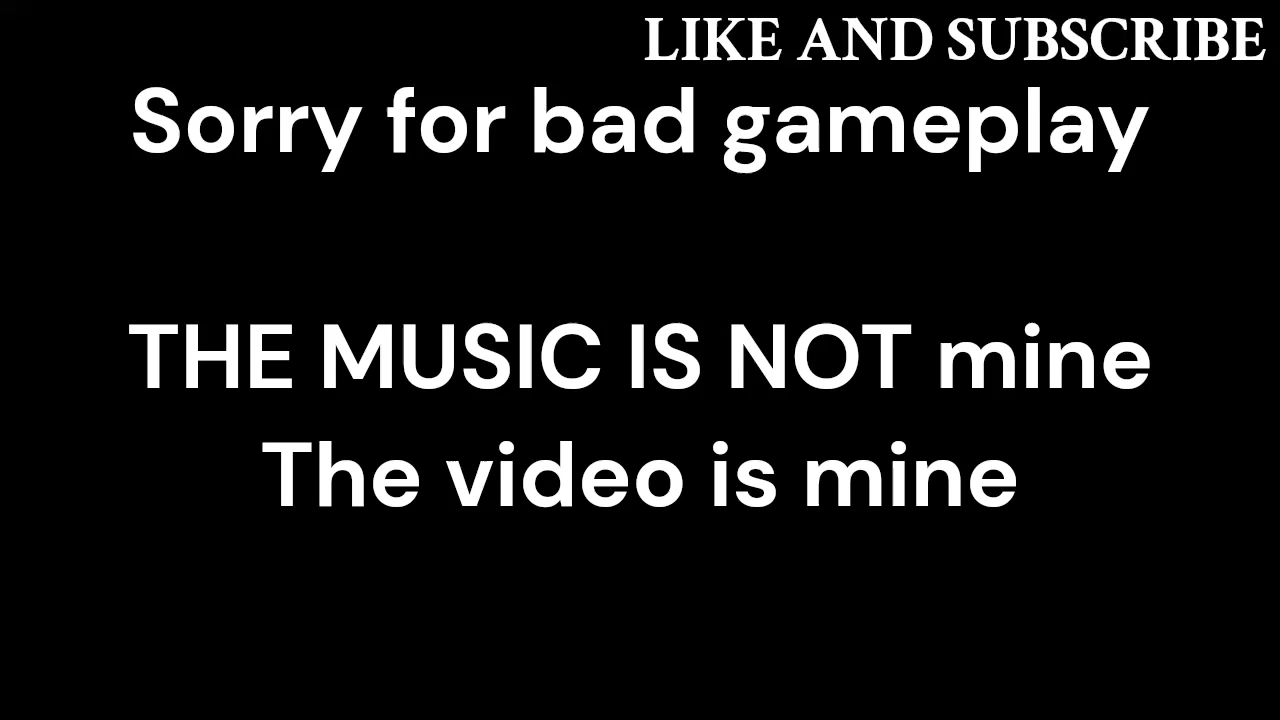 LIKE AND SUBSCRIBE
Sorry for bad gameplay
THE MUSIC IS NOT mine
The video is mine